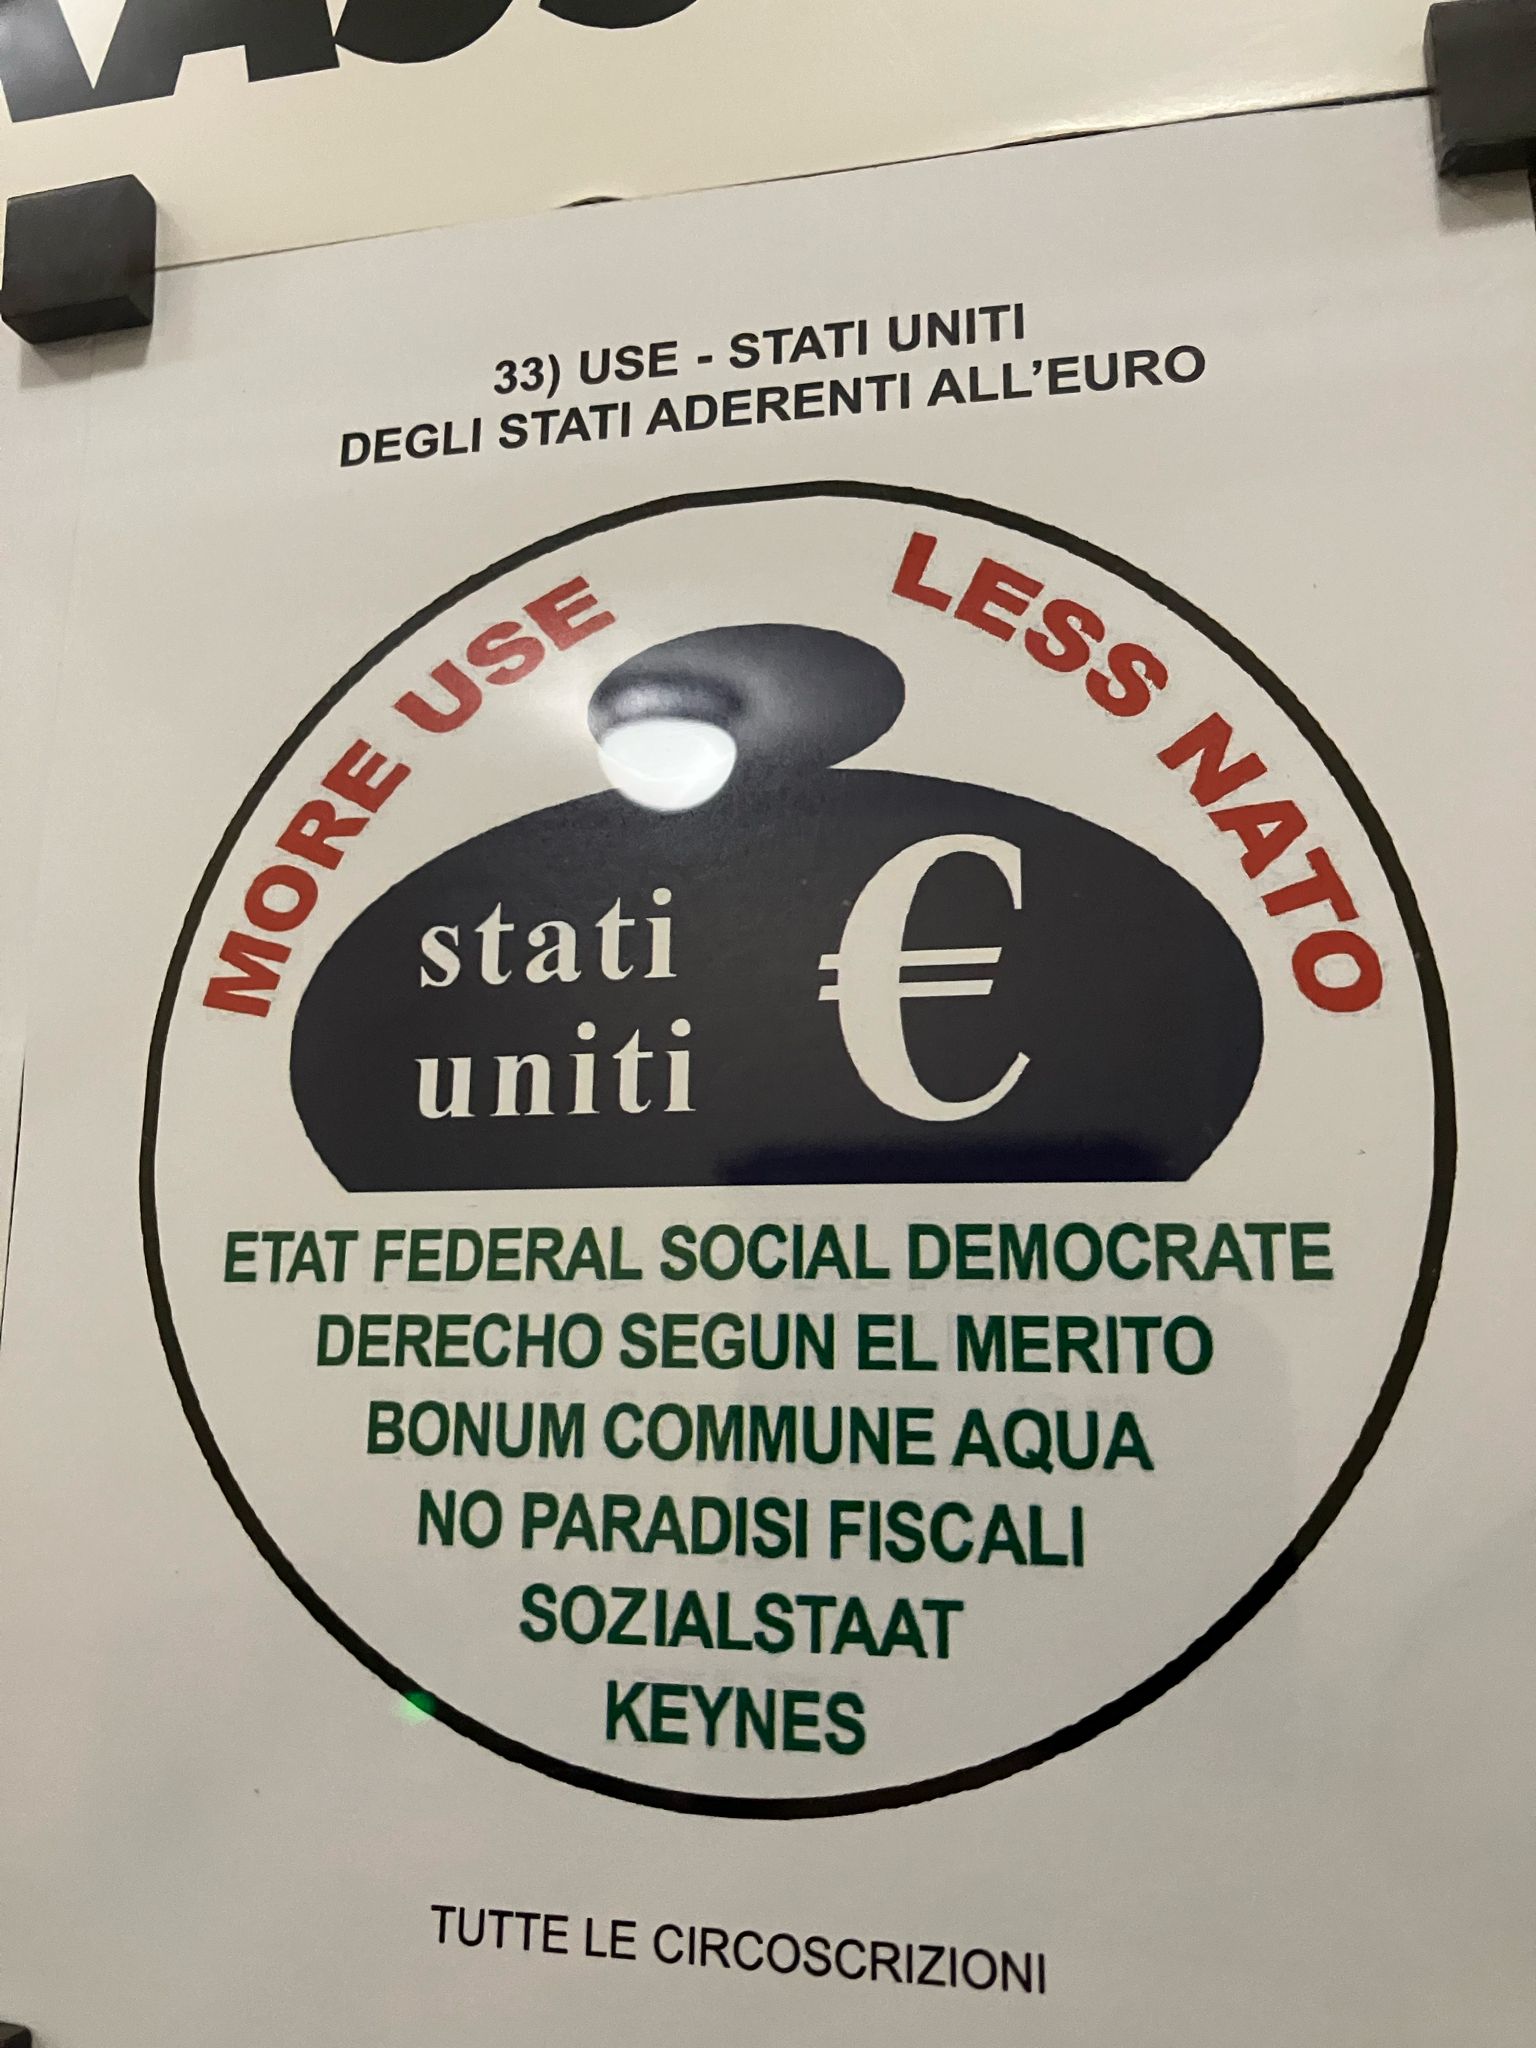 33) USE - STATI UNITI
DEGLI STATI ADERENTI ALL'EURO
MORE USE LESS NATO
stati
uniti
€
ETAT FEDERAL SOCIAL DEMOCRATE
DERECHO SEGUN EL MERITO
BONUM COMMUNE AQUA
NO PARADISI FISCALI
SOZIALSTAAT
KEYNES
TUTTE LE CIRCOSCRIZIONI